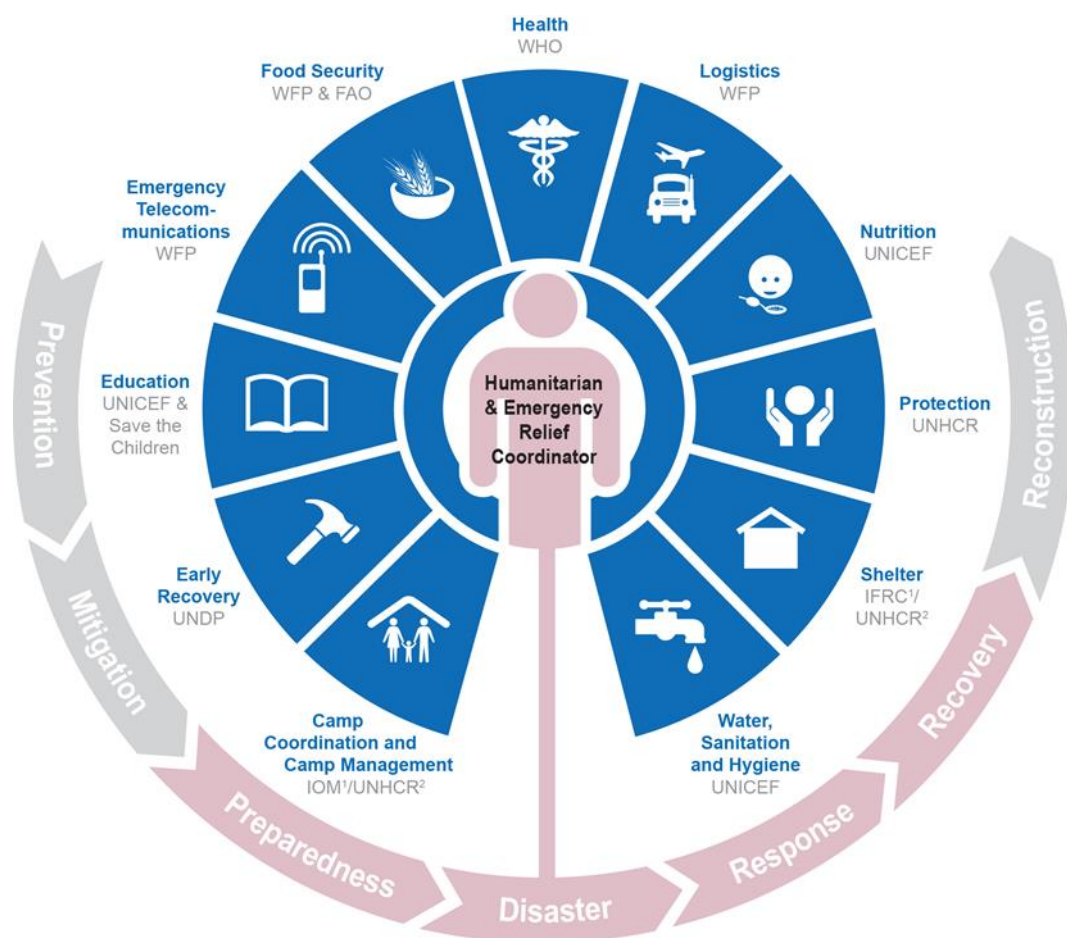 Health
WHO
Food Security
WFP & FAO
Logistics
WFP
Emergency
Telecom-
munications
WFP
Nutrition
UNICEF
Education
UNICEF &
Save the
Children
Protection
UNHCR
Humanitarian
& Emergency
Relief
Coordinator
Early
Recovery
UNDP
Shelter
IFRC¹/
UNHCR²
Camp
Coordination and
Camp Management
IOM¹/UNHCR²
Water,
Sanitation
and Hygiene
UNICEF
Prevention
Mitigation
Preparedness
Disaster
Response
Recovery
Reconstruction